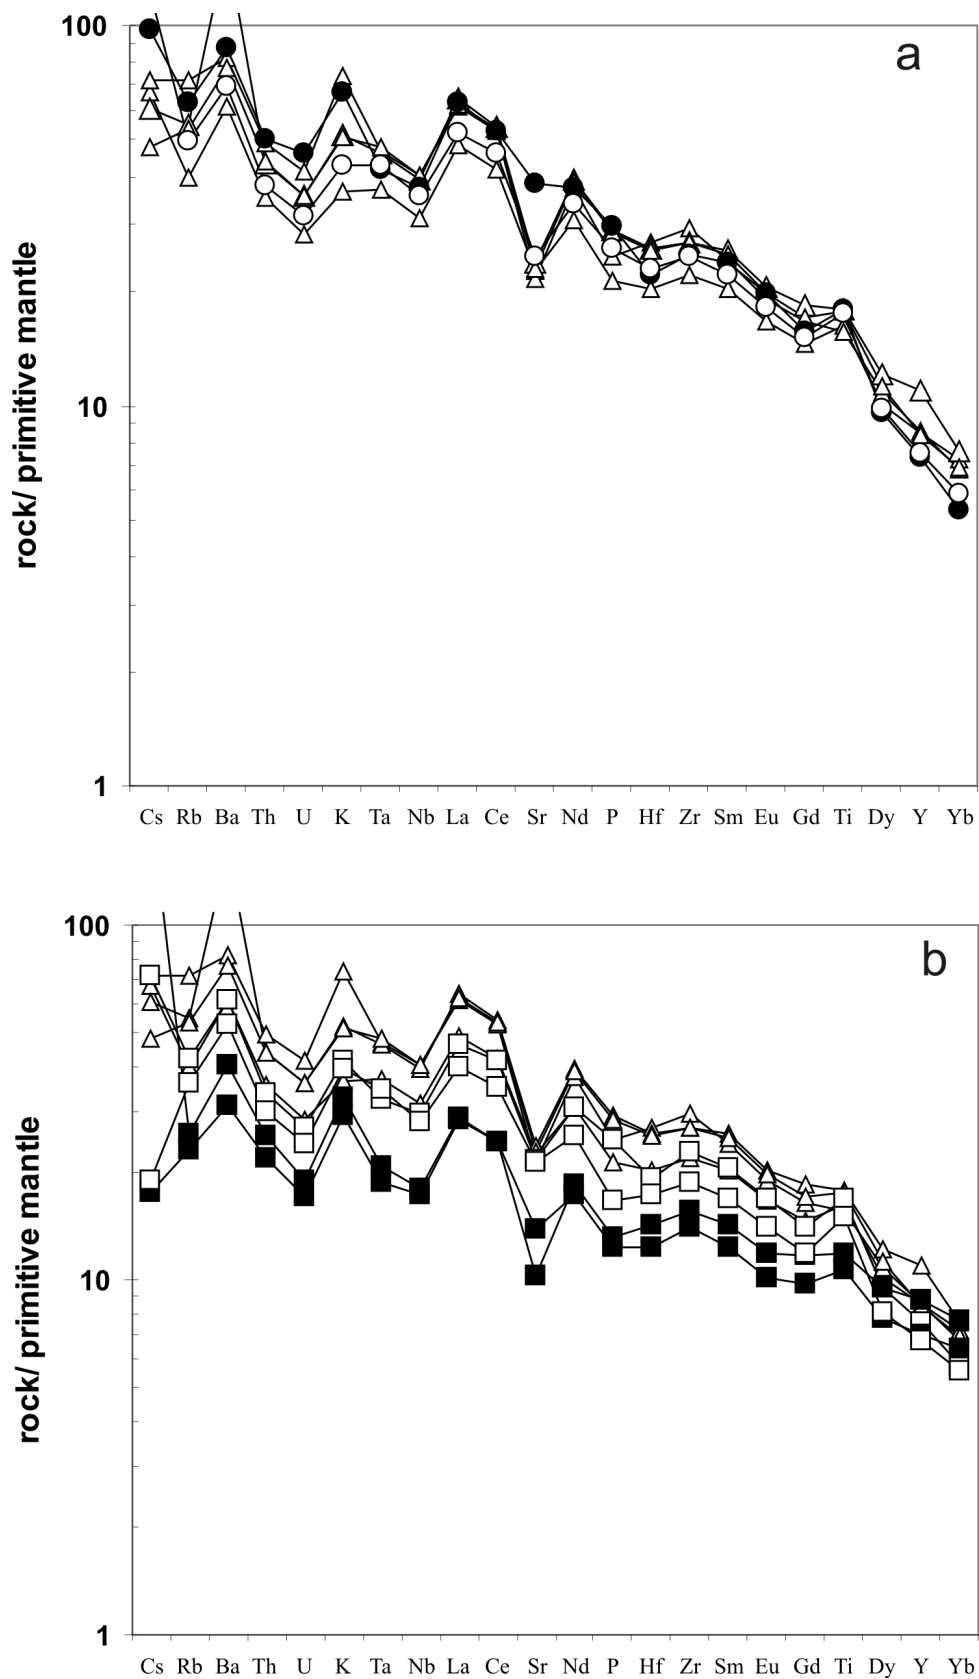 100
a
10
rock/ primitive mantle
1
Cs Rb Ba Th U K Ta Nb La Ce Sr Nd P Hf Zr Sm Eu Gd Ti Dy Y Yb
100
b
10
rock/ primitive mantle
1
Cs Rb Ba Th U K Ta Nb La Ce Sr Nd P Hf Zr Sm Eu Gd Ti Dy Y Yb